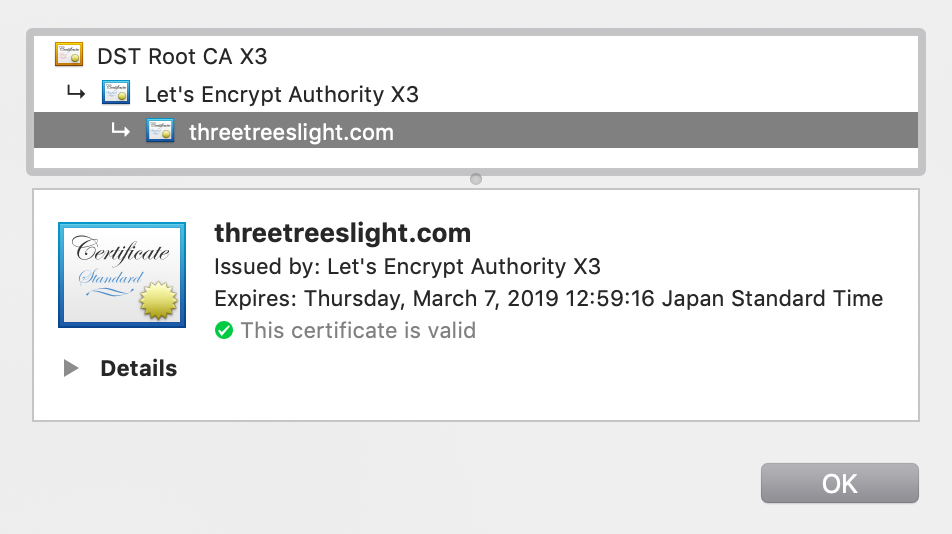 DST Root CA X3
Let's Encrypt Authority X3
threetreeslight.com
Certificate
Standard
threetreeslight.com
Issued by: Let's Encrypt Authority X3
Expires: Thursday, March 7, 2019 12:59:16 Japan Standard Time
This certificate is valid
Details
OK